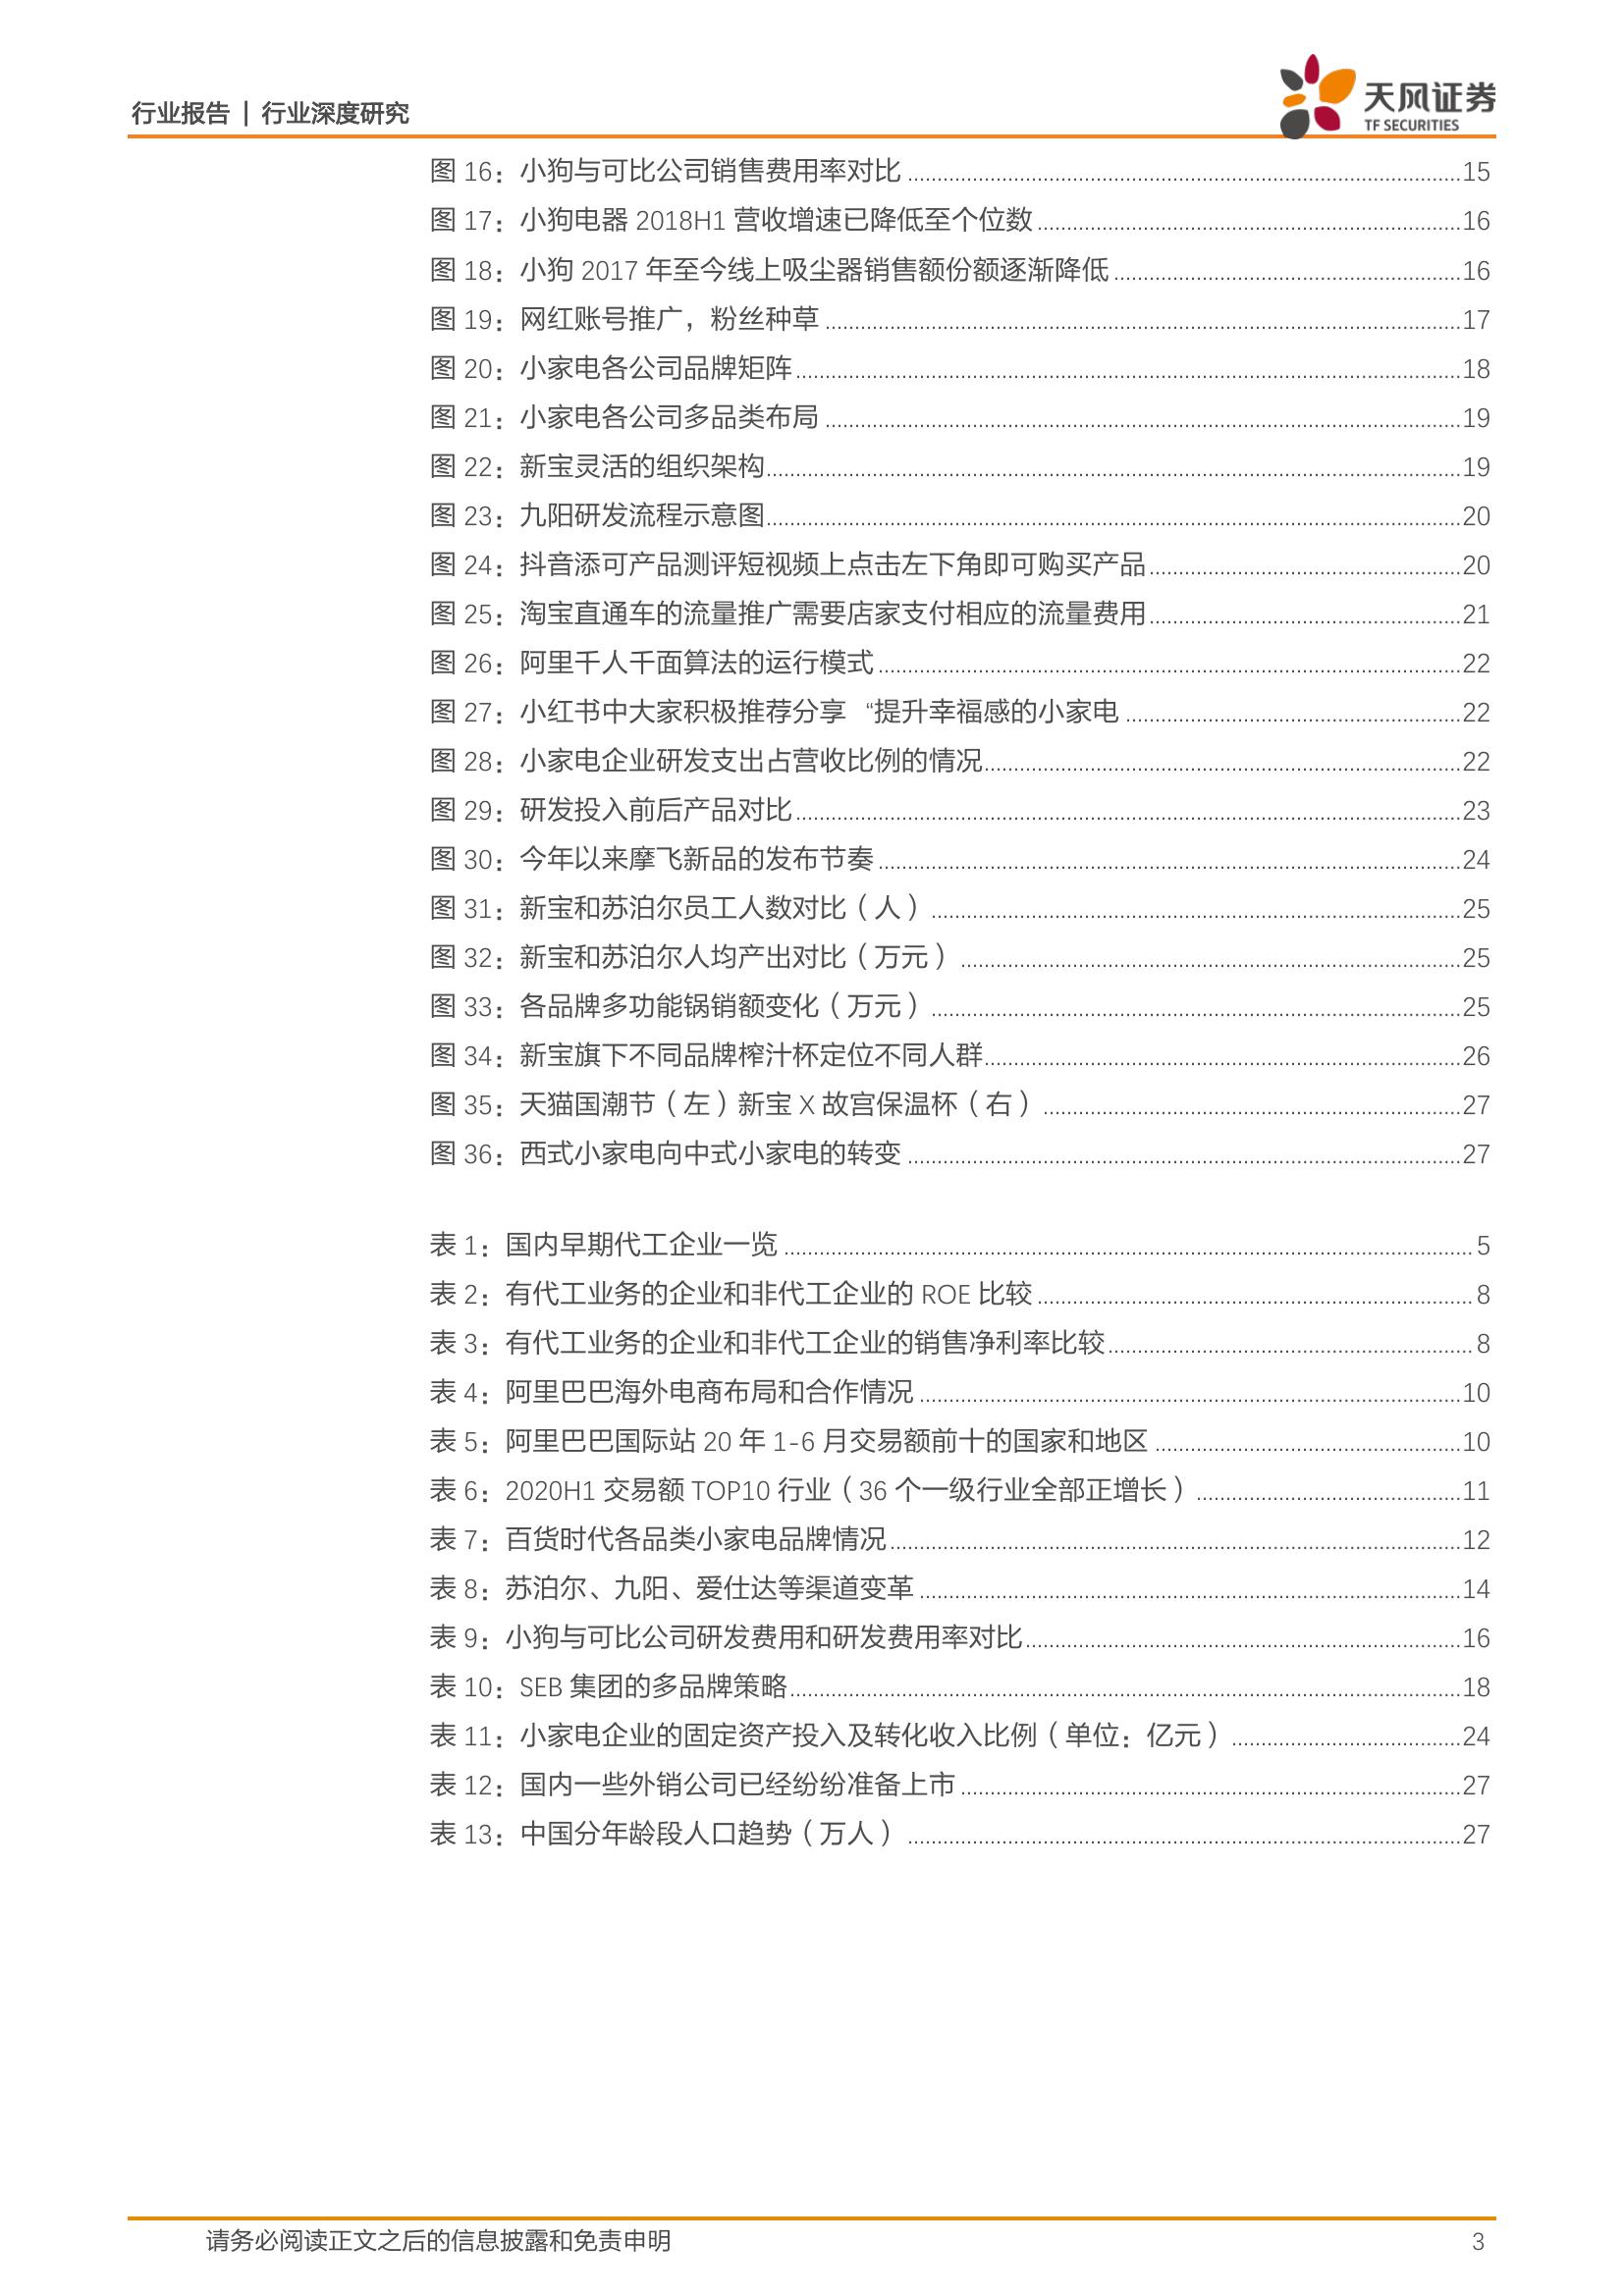 行业报告 | 行业深度研究
天风证券
TF SECURITIES
图 16：小狗与可比公司销售费用率对比 ........ 15
图 17：小狗电器 2018H1 营收增速已降低至个位数 ........ 16
图 18：小狗 2017 年至今线上吸尘器销售额份额逐渐降低 ........ 16
图 19：网红账号推广，粉丝种草 ........ 17
图 20：小家电各公司品牌矩阵 ........ 18
图 21：小家电各公司多品类布局 ........ 19
图 22：新宝灵活的组织架构 ........ 19
图 23：九阳研发流程示意图 ........ 20
图 24：抖音添可产品测评短视频上点击左下角即可购买产品 ........ 20
图 25：淘宝直通车的流量推广需要店家支付相应的流量费用 ........ 21
图 26：阿里千人千面算法的运行模式 ........ 22
图 27：小红书中大家积极推荐分享 “提升幸福感的小家电 ........ 22
图 28：小家电企业研发支出占营收比例的情况 ........ 22
图 29：研发投入前后产品对比 ........ 23
图 30：今年以来摩飞新品的发布节奏 ........ 24
图 31：新宝和苏泊尔员工人数对比（人） ........ 25
图 32：新宝和苏泊尔人均产出对比（万元） ........ 25
图 33：各品牌多功能锅销额变化（万元） ........ 25
图 34：新宝旗下不同品牌榨汁杯定位不同人群 ........ 26
图 35：天猫国潮节（左）新宝 X 故宫保温杯（右） ........ 27
图 36：西式小家电向中式小家电的转变 ........ 27
表 1：国内早期代工企业一览 ........ 5
表 2：有代工业务的企业和非代工企业的 ROE 比较 ........ 8
表 3：有代工业务的企业和非代工企业的销售净利率比较 ........ 8
表 4：阿里巴巴海外电商布局和合作情况 ........ 10
表 5：阿里巴巴国际站 20 年 1-6 月交易额前十的国家和地区 ........ 10
表 6：2020H1 交易额 TOP10 行业（36 个一级行业全部正增长） ........ 11
表 7：百货时代各品类小家电品牌情况 ........ 12
表 8：苏泊尔、九阳、爱仕达等渠道变革 ........ 14
表 9：小狗与可比公司研发费用和研发费用率对比 ........ 16
表 10：SEB 集团的多品牌策略 ........ 18
表 11：小家电企业的固定资产投入及转化收入比例（单位：亿元） ........ 24
表 12：国内一些外销公司已经纷纷准备上市 ........ 27
表 13：中国分年龄段人口趋势（万人） ........ 27
请务必阅读正文之后的信息披露和免责申明 3